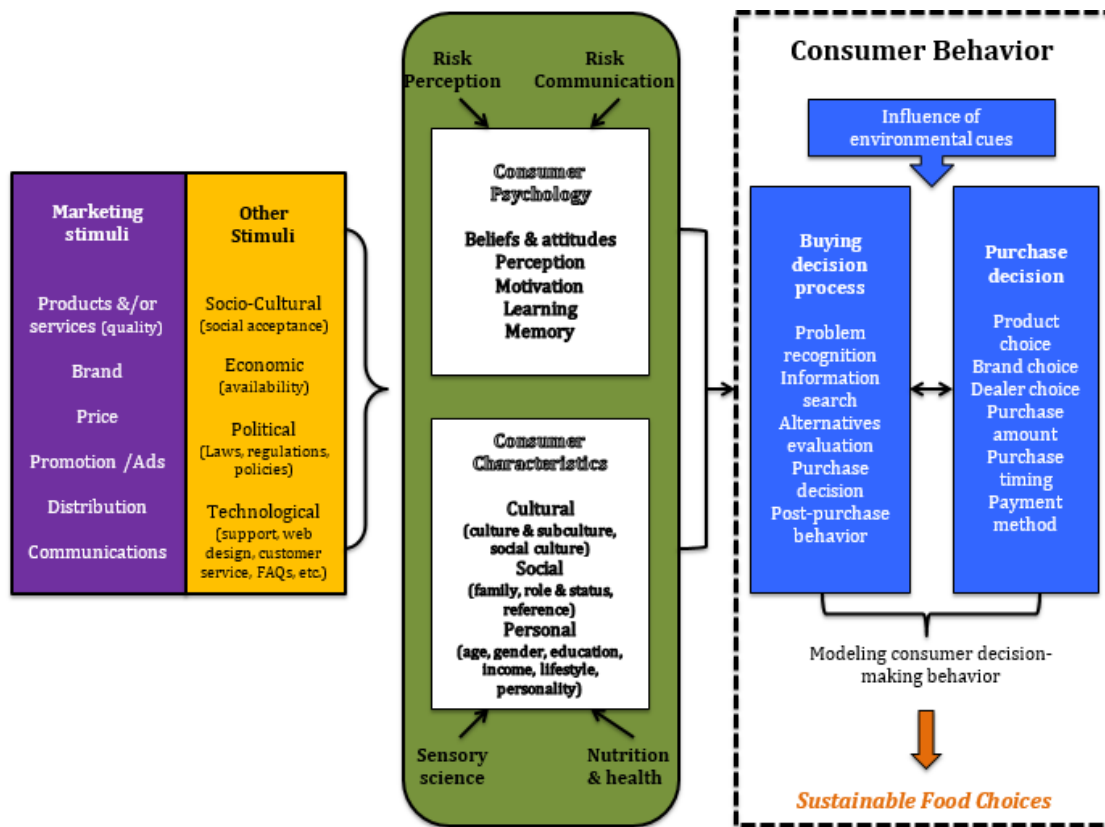 Marketing
stimuli
Products &/or
services (quality)
Brand
Price
Promotion /Ads
Distribution
Communications
Other
Stimuli
Socio-Cultural
(social acceptance)
Economic
(availability)
Political
(Laws, regulations,
policies)
Technological
(support, web
design, customer
service, FAQs, etc.)
Risk
Perception
Risk
Communication
Consumer
Psychology
Beliefs & attitudes
Perception
Motivation
Learning
Memory
Consumer
Characteristics
Cultural
(culture & subculture,
social culture)
Social
(family, role & status,
reference)
Personal
(age, gender, education,
income, lifestyle,
personality)
Sensory
science
Nutrition
& health
Consumer Behavior
Influence of
environmental cues
Buying
decision
process
Problem
recognition
Information
search
Alternatives
evaluation
Purchase
decision
Post-purchase
behavior
Purchase
decision
Product
choice
Brand choice
Dealer choice
Purchase
amount
Purchase
timing
Payment
method
Modeling consumer decision-
making behavior
Sustainable Food Choices